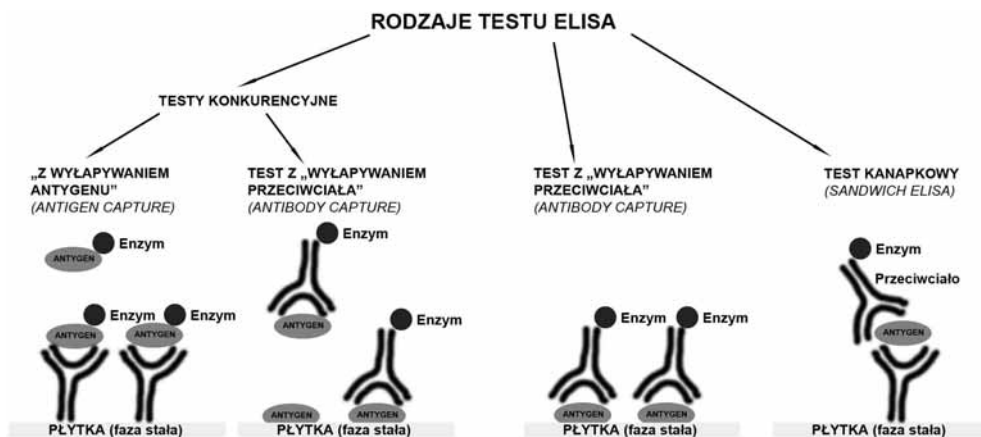 RODZAJE TESTU ELISA
TESTY KONKURENCYJNE
„Z WYŁAPYWANIEM
ANTYGENU”
(ANTIGEN CAPTURE)
TEST Z „WYŁAPYWANIEM
PRZECIWCIAŁA”
(ANTIBODY CAPTURE)
TEST Z „WYŁAPYWANIEM
PRZECIWCIAŁA”
(ANTIBODY CAPTURE)
TEST KANAPKOWY
(SANDWICH ELISA)
Enzym
ANTYGEN
Enzym
Enzym
ANTYGEN
ANTYGEN
PŁYTKA (faza stała)
Enzym
ANTYGEN
Enzym
ANTYGEN
ANTYGEN
PŁYTKA (faza stała)
Enzym
Enzym
ANTYGEN
ANTYGEN
PŁYTKA (faza stała)
Enzym
Przeciwciało
ANTYGEN
PŁYTKA (faza stała)